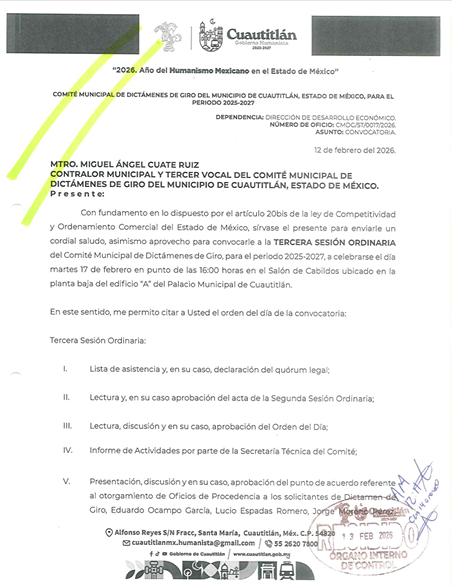 Cuautitlán
Gobierno Humanista
2025-2027
"2026. Año del Humanismo Mexicano en el Estado de México"
COMITÉ MUNICIPAL DE DICTÁMENES DE GIRO DEL MUNICIPIO DE CUAUTITLÁN, ESTADO DE MÉXICO, PARA EL
PERIODO 2025-2027
DEPENDENCIA: DIRECCIÓN DE DESARROLLO ECONÓMICO.
NÚMERO DE OFICIO: CMDG/ST/0017/2026.
ASUNTO: CONVOCATORIA.
12 de febrero del 2026.
MTRO. MIGUEL ÁNGEL CUATE RUIZ
CONTRALOR MUNICIPAL Y TERCER VOCAL DEL COMITÉ MUNICIPAL DE
DICTÁMENES DE GIRO DEL MUNICIPIO DE CUAUTITLÁN, ESTADO DE MÉXICO.
Presente:
Con fundamento en lo dispuesto por el artículo 20bis de la ley de Competitividad
y Ordenamiento Comercial del Estado de México, sírvase el presente para enviarle un
cordial saludo, asimismo aprovecho para convocarle a la TERCERA SESIÓN ORDINARIA
del Comité Municipal de Dictámenes de Giro, para el periodo 2025-2027, a celebrarse el día
martes 17 de febrero en punto de las 16:00 horas en el Salón de Cabildos ubicado en la
planta baja del edificio "A" del Palacio Municipal de Cuautitlán.
En este sentido, me permito citar a Usted el orden del día de la convocatoria:
Tercera Sesión Ordinaria:
I. Lista de asistencia y, en su caso, declaración del quórum legal;
II. Lectura y, en su caso aprobación del acta de la Segunda Sesión Ordinaria;
III. Lectura, discusión y en su caso, aprobación del Orden del Día;
IV. Informe de Actividades por parte de la Secretaría Técnica del Comité;
V. Presentación, discusión y en su caso, aprobación del punto de acuerdo referente
al otorgamiento de Oficios de Procedencia a los solicitantes de Dictamen de
Giro, Eduardo Ocampo García, Lucio Espadas Romero, Jorge Moreno Pérez,
RECIBIDO
13 FEB 2026
ÓRGANO INTERNO
DE CONTROL
Alfonso Reyes S/N Fracc, Santa María, Cuautitlán, Méx. C.P. 54820
cuautitlanmx.humanista@gmail.com / 55 2620 7800
Gobierno de Cuautitlán / www.cuautitlan.gob.mx